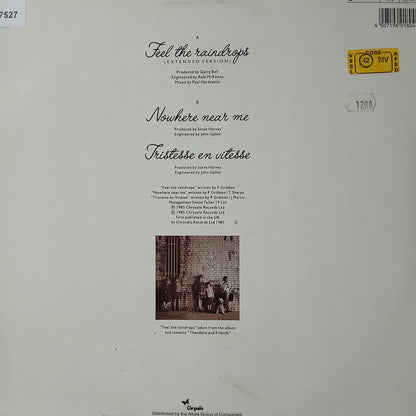 7527
4 007196 01804
CODE
42 MV
1200
A
Feel the raindrops
(EXTENDED VERSION)
Produced by Garry Bell
Engineered by Rafe McKenna
Mixed by Paul Hardcastle
B
Nowhere near me
Produced by Steve Harvey
Engineered by John Gallen
Tristesse en vitesse
Produced by Steve Harvey
Engineered by John Gallen
"Feel the raindrops" written by P Gribben
"Nowhere near me" written by P Gribben / T Sharpe
"Tristesse en Vitesse" written by P Gribben / J Martin
Management Simon Fuller 19 Ltd
℗ 1985 Chrysalis Records Ltd
© 1985 Chrysalis Records Ltd
First published in the UK
by Chrysalis Records Ltd 1985
"Feel the raindrops" taken from the album
and cassette "Theodore and Friends"
Chrysalis
Distributed by the Ariola Group of Companies